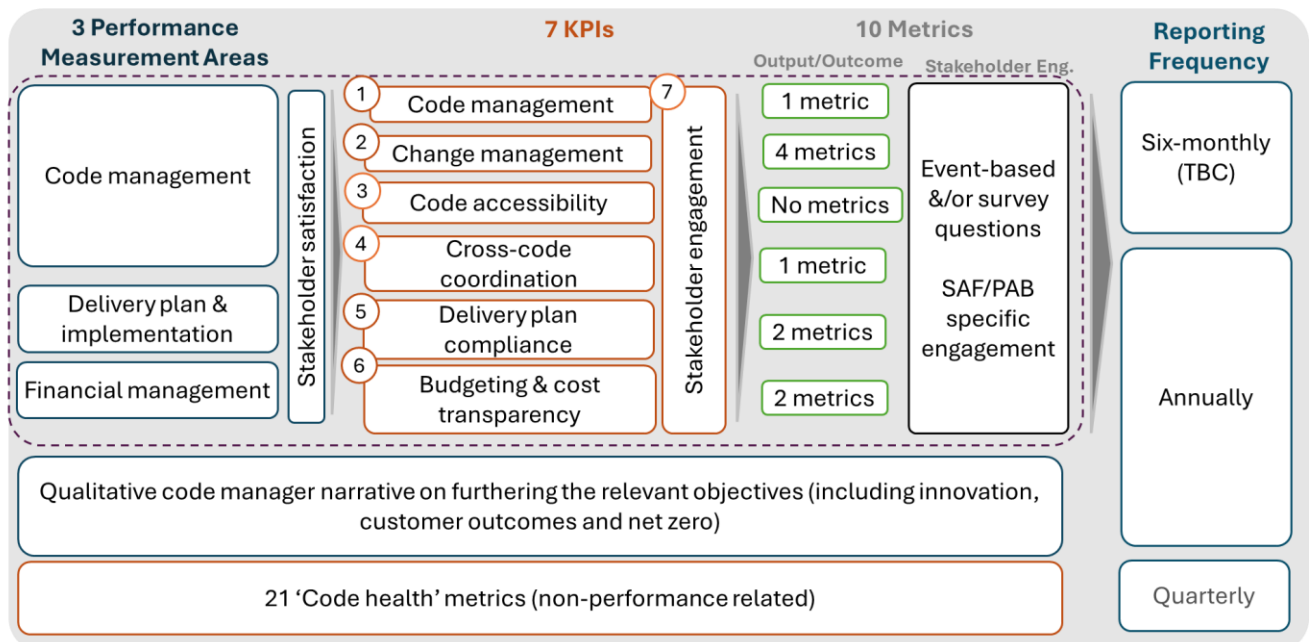 3 Performance
Measurement Areas
7 KPIs
10 Metrics
Output/Outcome
Stakeholder Eng.
Reporting
Frequency
Code management
Delivery plan &
implementation
Financial management
Stakeholder satisfaction
1
Code management
2
Change management
3
Code accessibility
4
Cross-code
coordination
5
Delivery plan
compliance
6
Budgeting & cost
transparency
7
Stakeholder engagement
1 metric
4 metrics
No metrics
1 metric
2 metrics
2 metrics
Event-based
&/or survey
questions
SAF/PAB
specific
engagement
Six-monthly
(TBC)
Annually
Qualitative code manager narrative on furthering the relevant objectives (including innovation,
customer outcomes and net zero)
21 ‘Code health’ metrics (non-performance related)
Quarterly